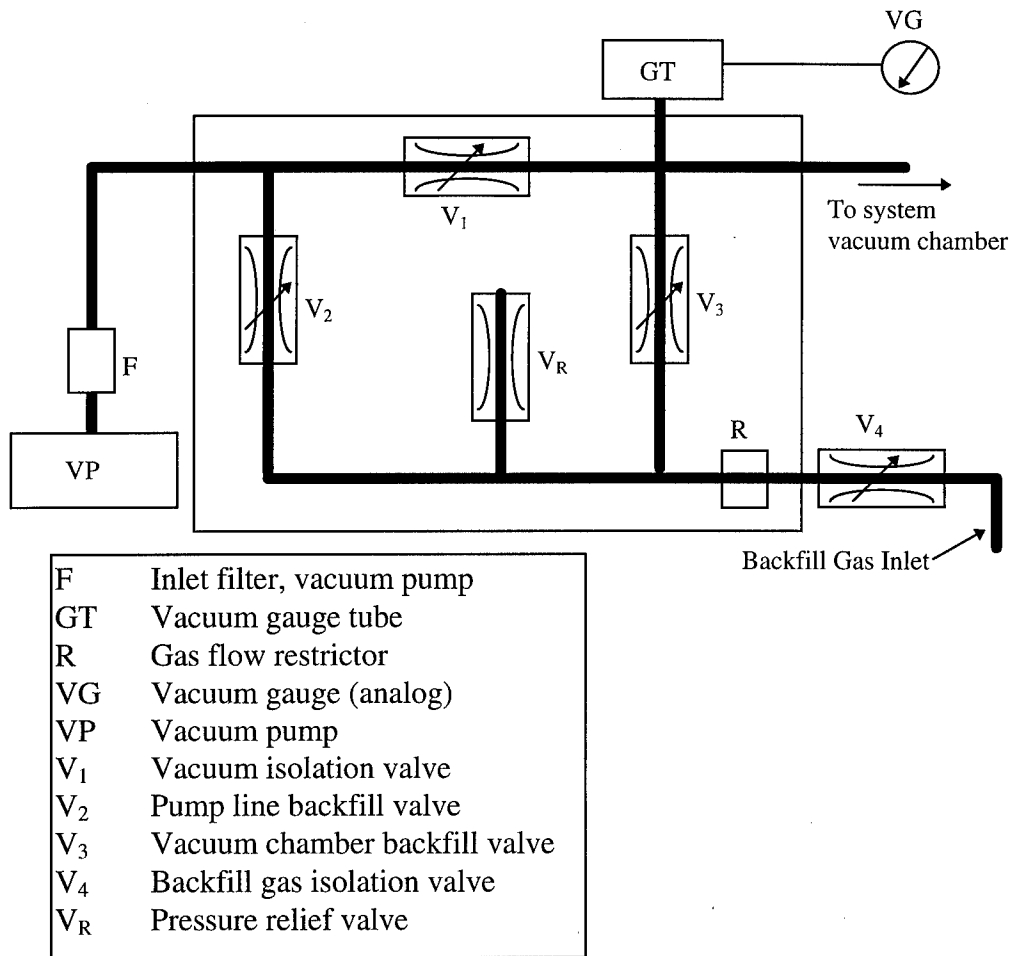 VG
GT
V₁
To system
vacuum chamber
V₂
V₃
V_R
F
VP
R
V₄
Backfill Gas Inlet
F Inlet filter, vacuum pump
GT Vacuum gauge tube
R Gas flow restrictor
VG Vacuum gauge (analog)
VP Vacuum pump
V₁ Vacuum isolation valve
V₂ Pump line backfill valve
V₃ Vacuum chamber backfill valve
V₄ Backfill gas isolation valve
V_R Pressure relief valve